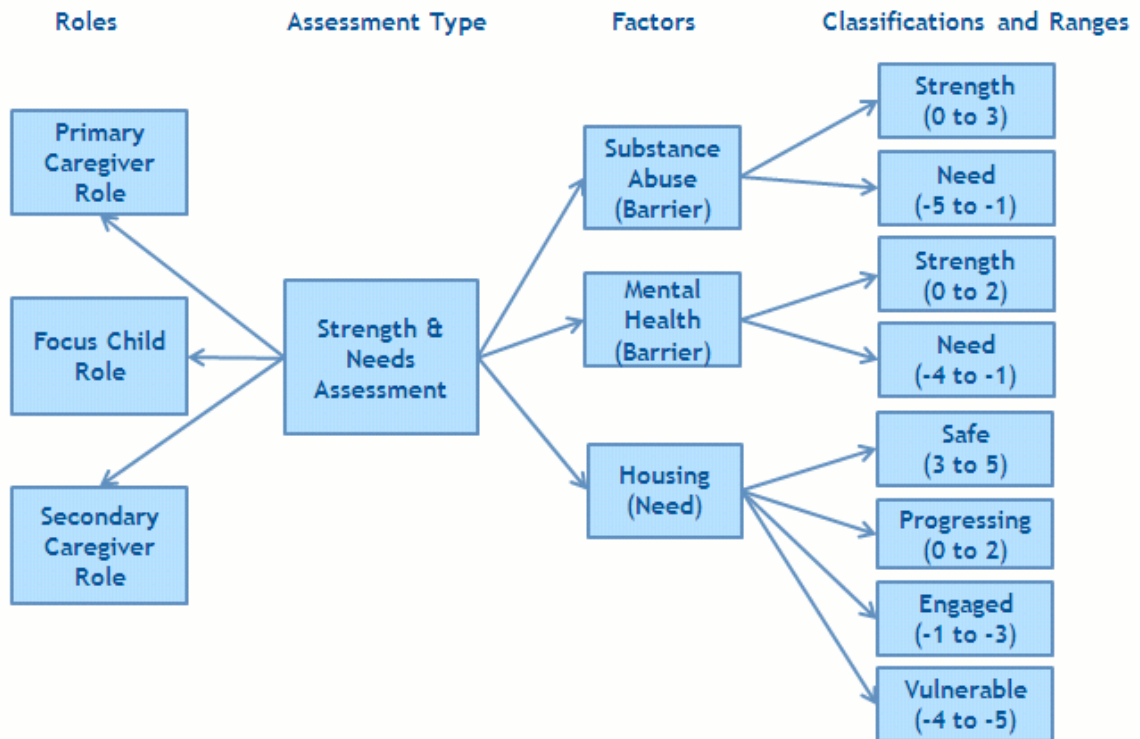 Roles
Assessment Type
Factors
Classifications and Ranges
Primary
Caregiver
Role
Focus Child
Role
Secondary
Caregiver
Role
Strength &
Needs
Assessment
Substance
Abuse
(Barrier)
Mental
Health
(Barrier)
Housing
(Need)
Strength
(0 to 3)
Need
(-5 to -1)
Strength
(0 to 2)
Need
(-4 to -1)
Safe
(3 to 5)
Progressing
(0 to 2)
Engaged
(-1 to -3)
Vulnerable
(-4 to -5)